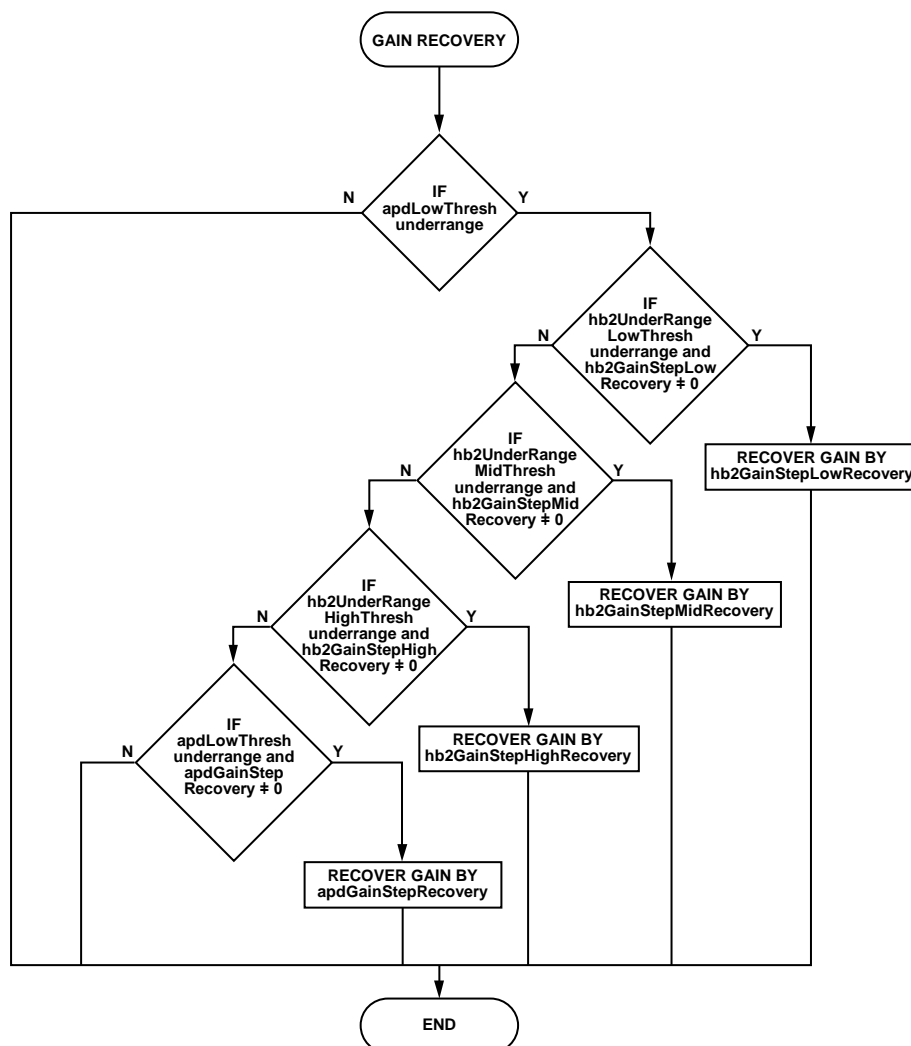 GAIN RECOVERY
N
IF
apdLowThresh
underrange
Y
N
IF
hb2UnderRange
LowThresh
underrange and
hb2GainStepLow
Recovery ǂ 0
Y
RECOVER GAIN BY
hb2GainStepLowRecovery
N
IF
hb2UnderRange
MidThresh
underrange and
hb2GainStepMid
Recovery ǂ 0
Y
RECOVER GAIN BY
hb2GainStepMidRecovery
N
IF
hb2UnderRange
HighThresh
underrange and
hb2GainStepHigh
Recovery ǂ 0
Y
RECOVER GAIN BY
hb2GainStepHighRecovery
N
IF
apdLowThresh
underrange and
apdGainStep
Recovery ǂ 0
Y
RECOVER GAIN BY
apdGainStepRecovery
END